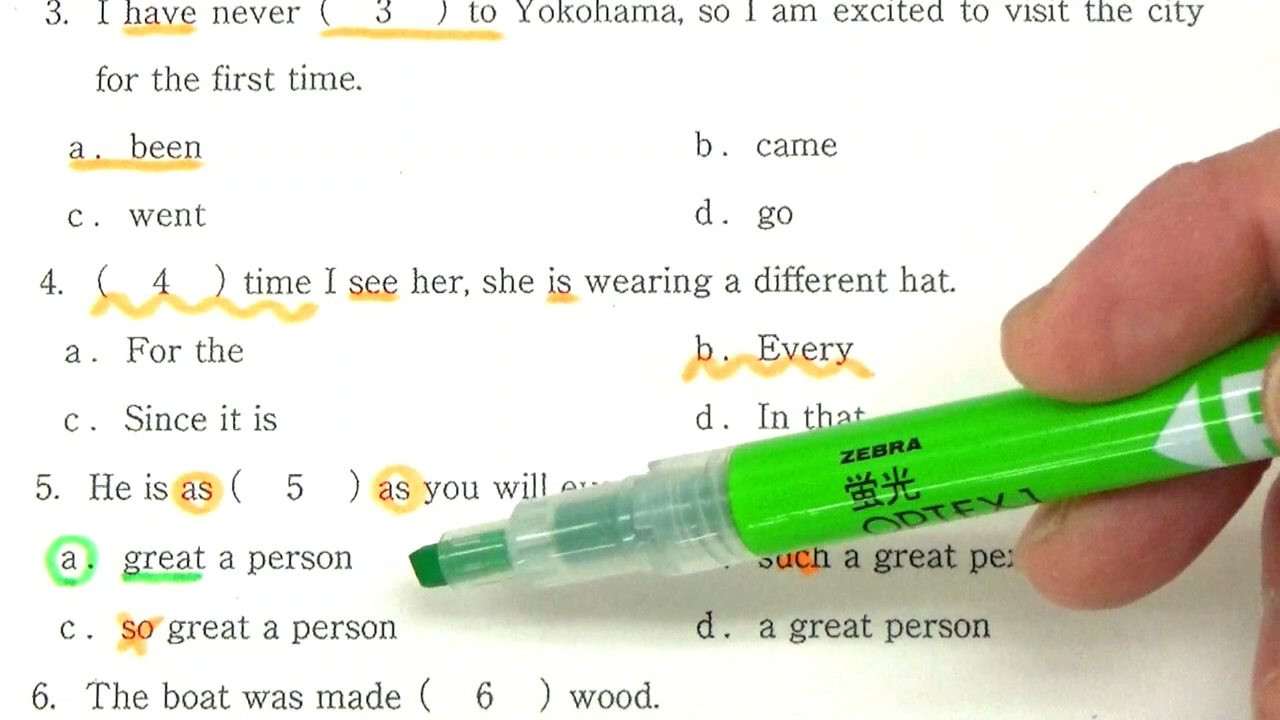 3. I have never ( 3 ) to Yokohama, so I am excited to visit the city
for the first time.
a. been
b. came
c. went
d. go
4. ( 4 ) time I see her, she is wearing a different hat.
a. For the
b. Every
c. Since it is
d. In that
5. He is as ( 5 ) as you will
a. great a person
such a great
c. so great a person
d. a great person
6. The boat was made ( 6 ) wood.
ZEBRA
蛍光
OPTEX 1